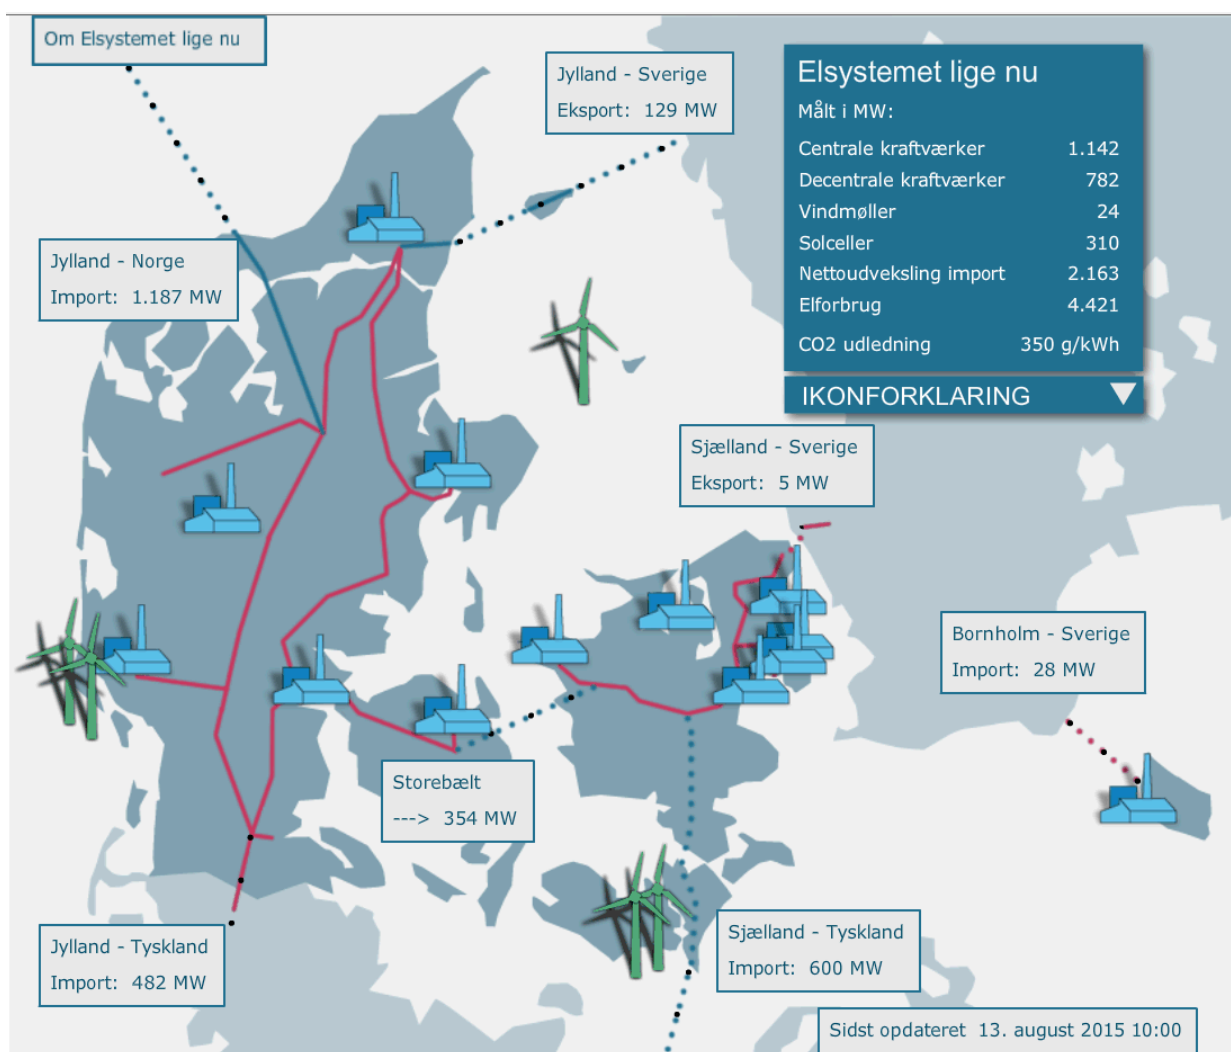 Om Elsystemet lige nu
Jylland - Sverige
Eksport: 129 MW
Elsystemet lige nu
Målt i MW:
Centrale kraftværker 1.142
Decentrale kraftværker 782
Vindmøller 24
Solceller 310
Nettoudveksling import 2.163
Elforbrug 4.421
CO2 udledning 350 g/kWh
IKONFORKLARING
Jylland - Norge
Import: 1.187 MW
Sjælland - Sverige
Eksport: 5 MW
Bornholm - Sverige
Import: 28 MW
Storebælt
---> 354 MW
Jylland - Tyskland
Import: 482 MW
Sjælland - Tyskland
Import: 600 MW
Sidst opdateret 13. august 2015 10:00